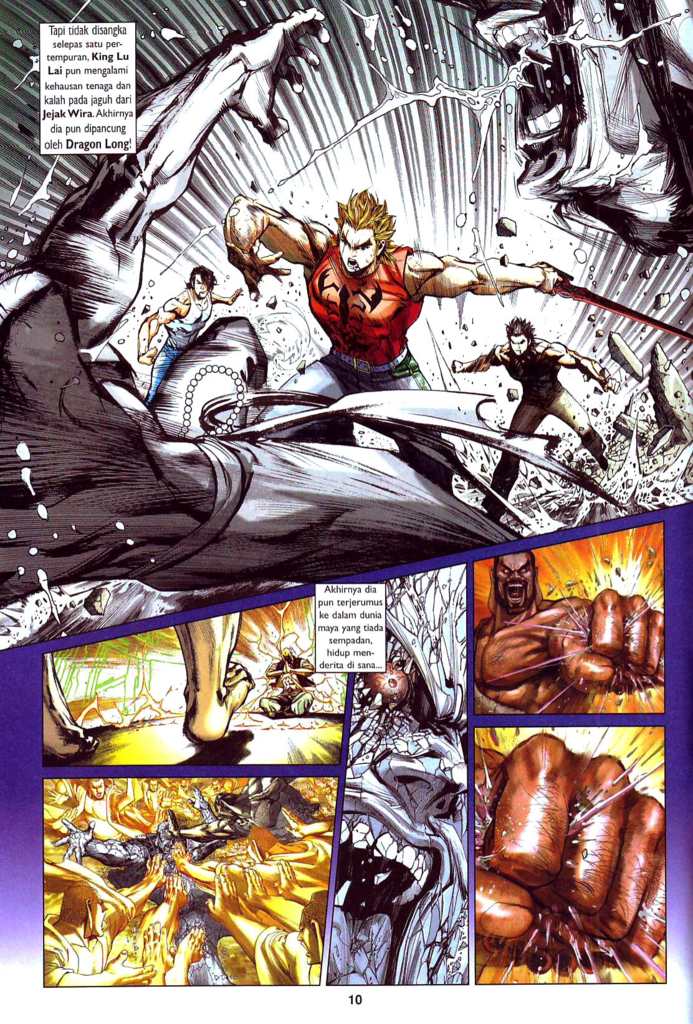 Tapi tidak disangka
selepas satu per-
tempuran, King Lu
Lai pun mengalami
kehausan tenaga dan
kalah pada jaguh dari
Jejak Wira. Akhirnya
dia pun dipancung
oleh Dragon Long!
Akhirnya dia
pun terjerumus
ke dalam dunia
maya yang tiada
sempadan,
hidup men-
derita di sana...
10